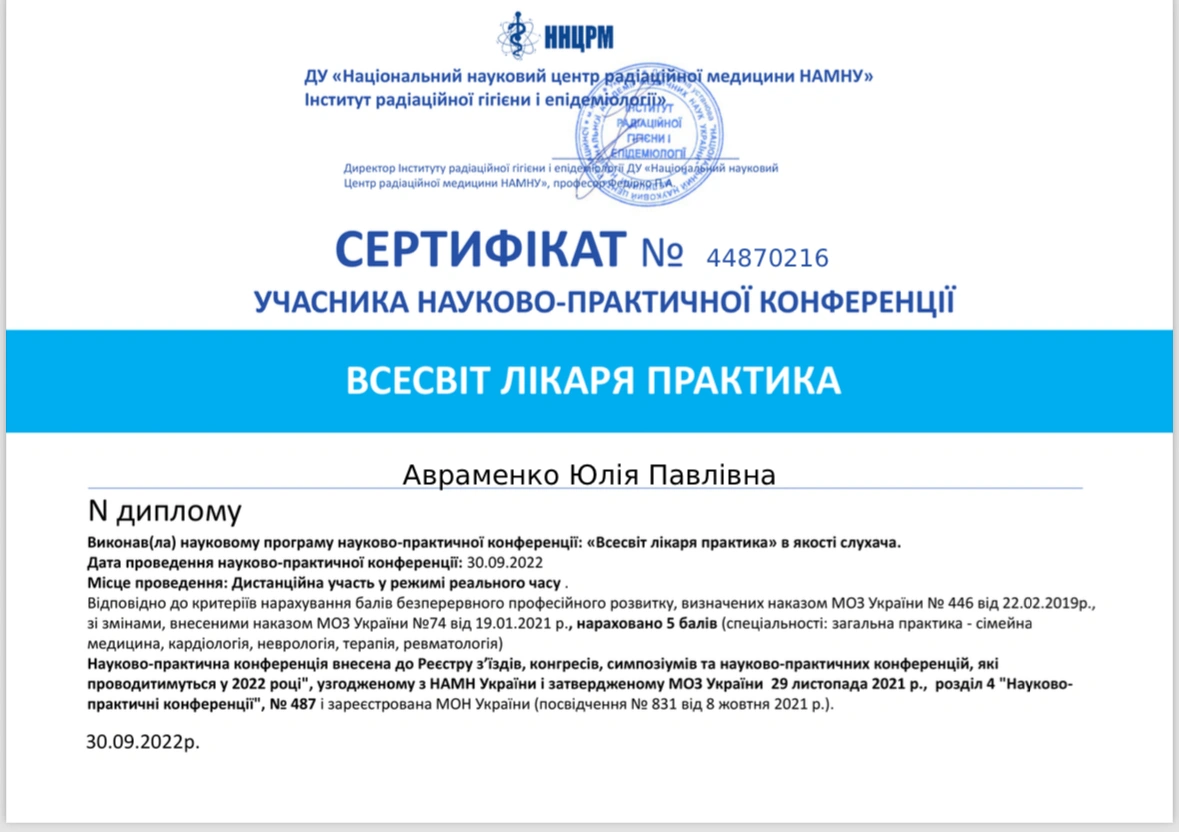 ННЦРМ
ДУ «Національний науковий центр радіаційної медицини НАМНУ»
Інститут радіаційної гігієни і епідеміології»
ІНСТИТУТ
РАДІАЦІЙНОЇ
ГІГІЄНИ І
ЕПІДЕМІОЛОГІЇ
Директор Інституту радіаційної гігієни і епідеміології ДУ «Національний науковий
Центр радіаційної медицини НАМНУ», професор Федірко П.А.
СЕРТИФІКАТ № 44870216
УЧАСНИКА НАУКОВО-ПРАКТИЧНОЇ КОНФЕРЕНЦІЇ
ВСЕСВІТ ЛІКАРЯ ПРАКТИКА
Авраменко Юлія Павлівна
N диплому
Виконав(ла) наукову програму науково-практичної конференції: «Всесвіт лікаря практика» в якості слухача.
Дата проведення науково-практичної конференції: 30.09.2022
Місце проведення: Дистанційна участь у режимі реального часу .
Відповідно до критеріїв нарахування балів безперервного професійного розвитку, визначених наказом МОЗ України № 446 від 22.02.2019р.,
зі змінами, внесеними наказом МОЗ України №74 від 19.01.2021 р., нараховано 5 балів (спеціальності: загальна практика - сімейна
медицина, кардіологія, неврологія, терапія, ревматологія)
Науково-практична конференція внесена до Реєстру з’їздів, конгресів, симпозіумів та науково-практичних конференцій, які
проводитимуться у 2022 році", узгодженому з НАМН України і затвердженому МОЗ України 29 листопада 2021 р., розділ 4 "Науково-
практичні конференції", № 487 і зареєстрована МОН України (посвідчення № 831 від 8 жовтня 2021 р.).
30.09.2022р.